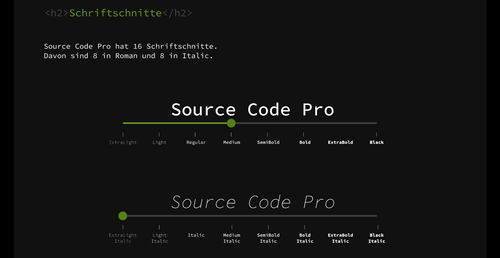 <h2>Schriftschnitte</h2>
Source Code Pro hat 16 Schriftschnitte.
Davon sind 8 in Roman und 8 in Italic.
Source Code Pro
ExtraLight Light Regular Medium SemiBold Bold ExtraBold Black
Source Code Pro
ExtraLight Light Italic Medium SemiBold Bold ExtraBold Black
Italic Italic Italic Italic Italic Italic Italic